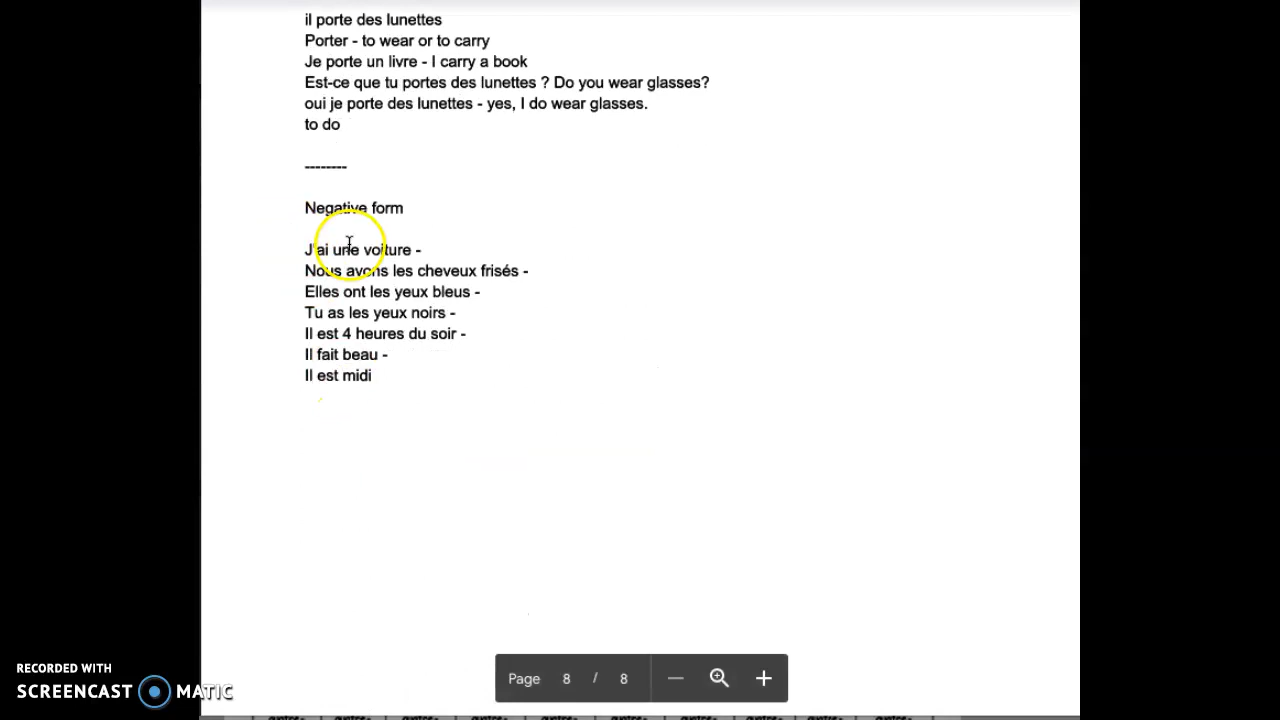 il porte des lunettes
Porter - to wear or to carry
Je porte un livre - I carry a book
Est-ce que tu portes des lunettes ? Do you wear glasses?
oui je porte des lunettes - yes, I do wear glasses.
to do
--------
Negative form
J'ai une voiture -
Nous avons les cheveux frisés -
Elles ont les yeux bleus -
Tu as les yeux noirs -
Il est 4 heures du soir -
Il fait beau -
Il est midi
Page 8 / 8
RECORDED WITH
SCREENCAST MATIC